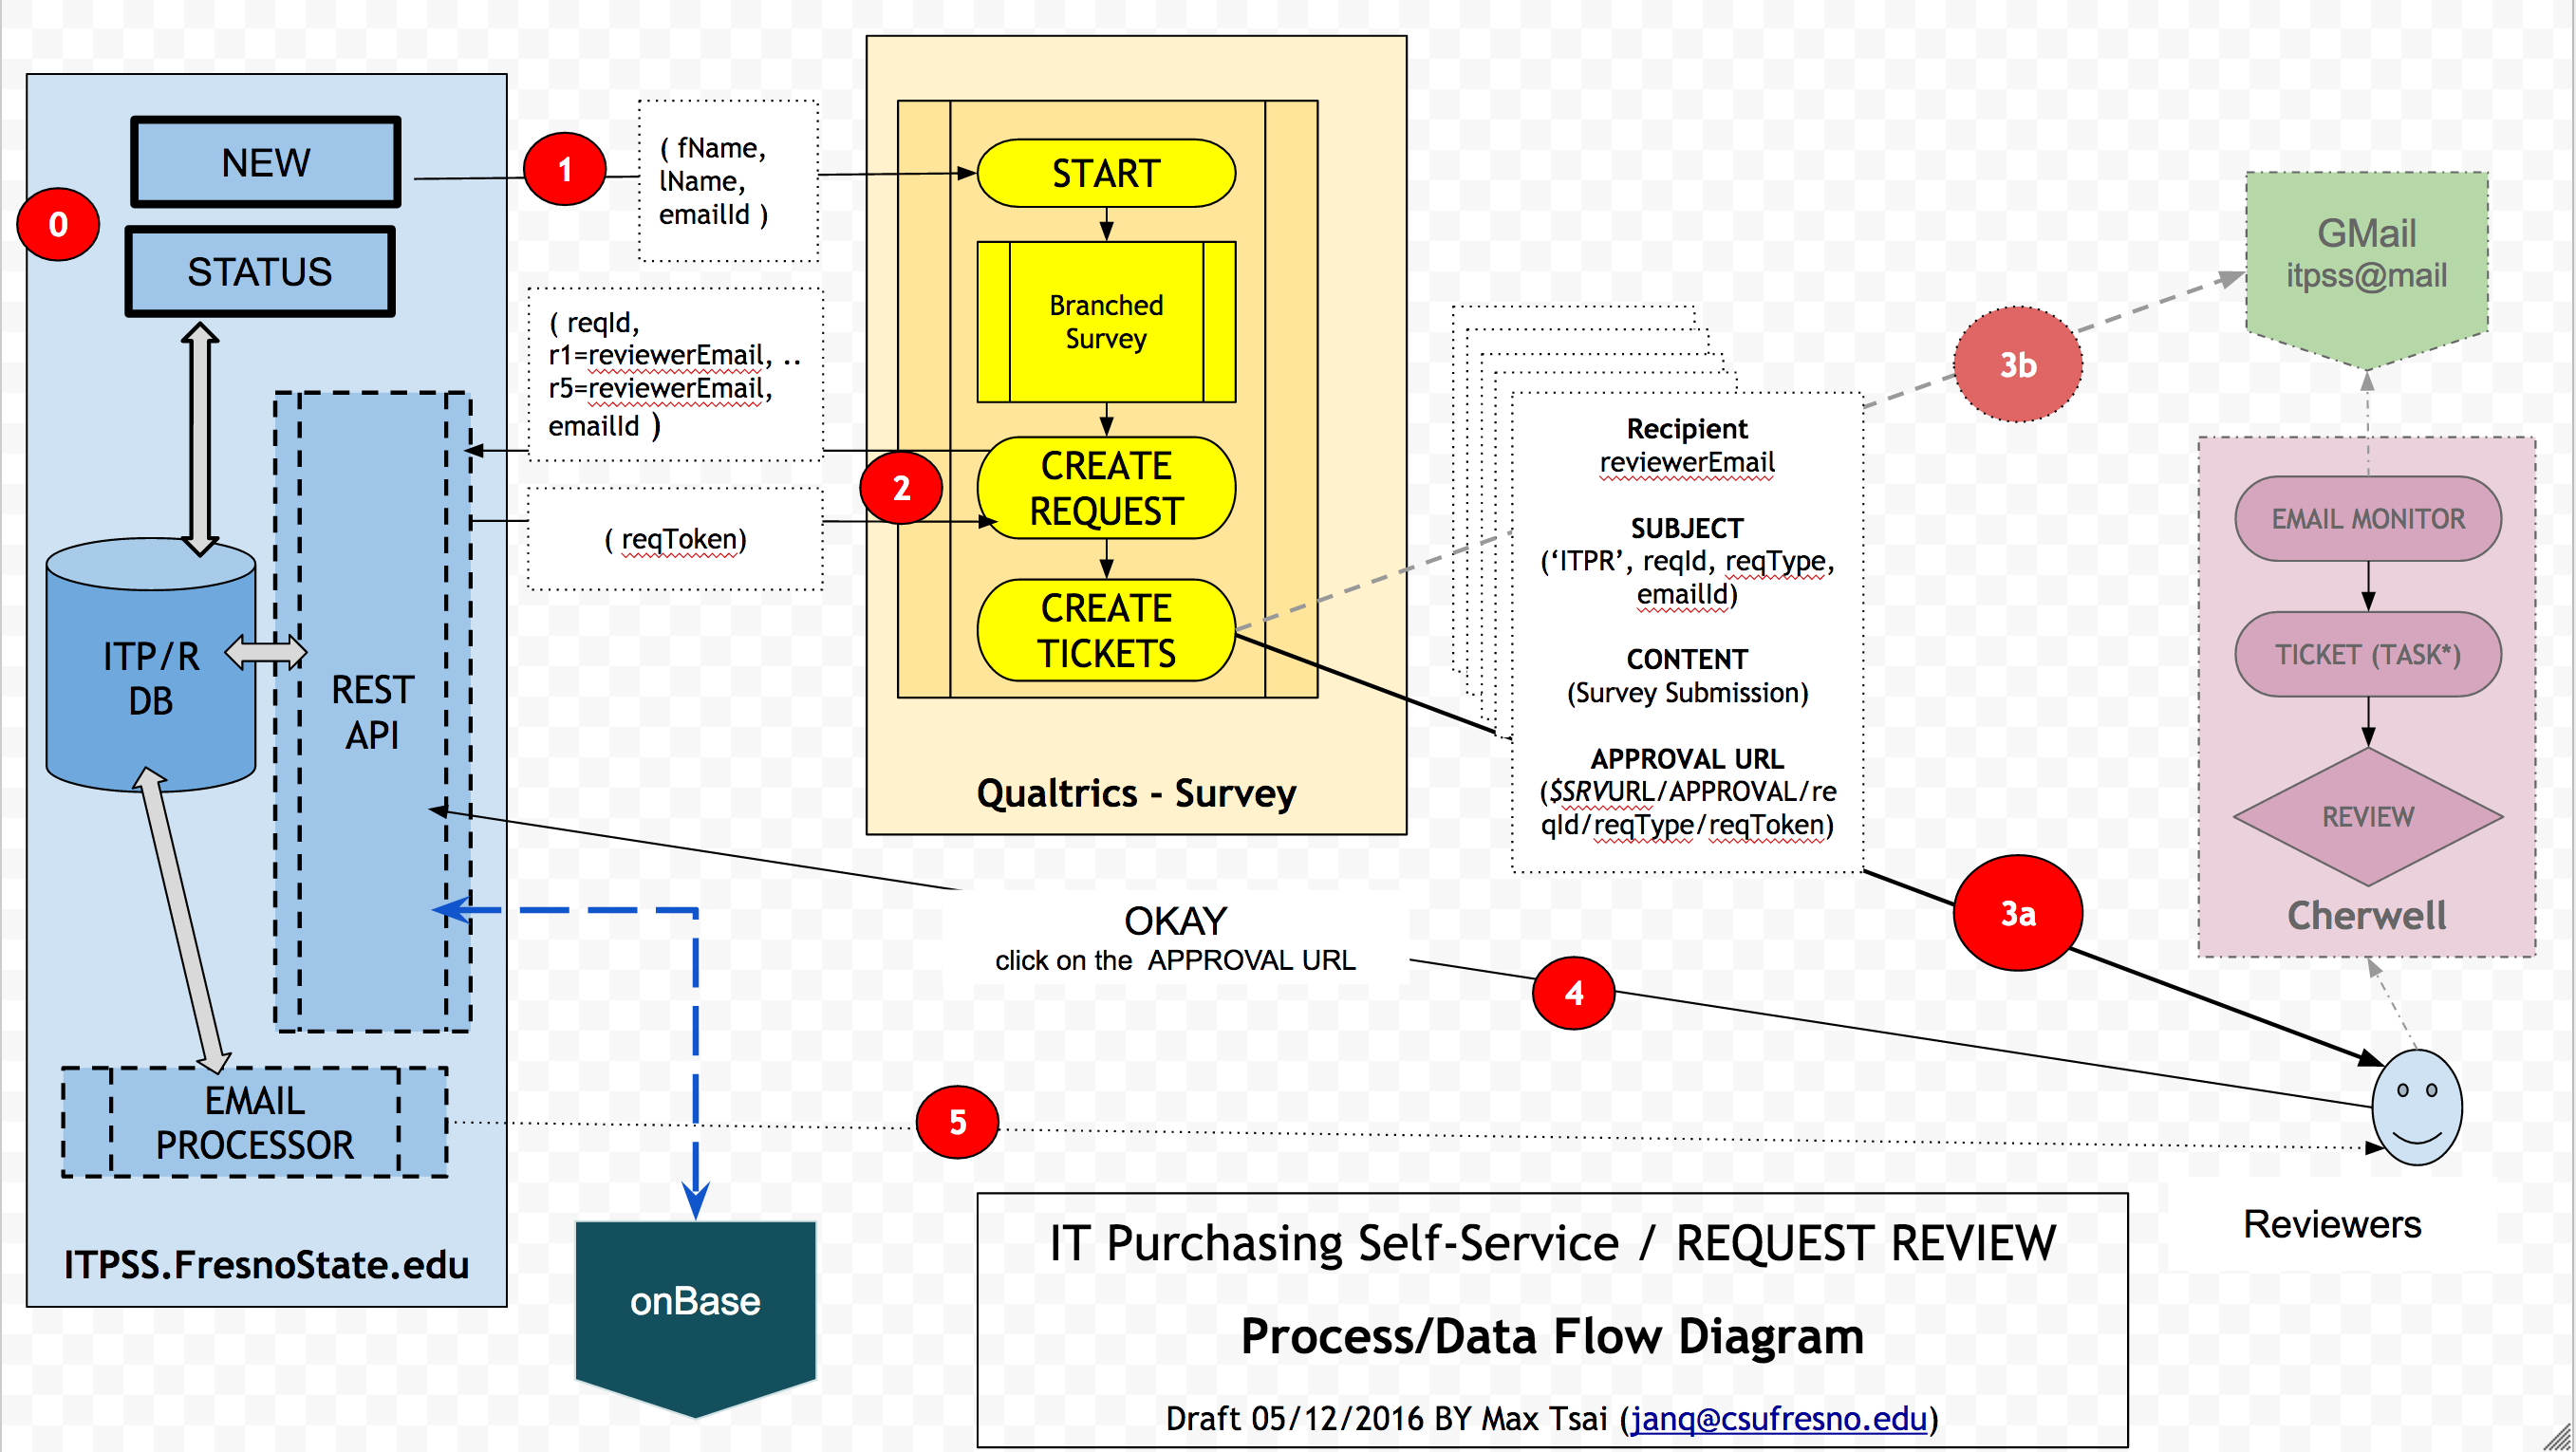 NEW
0
STATUS
ITP/R
DB
REST
API
EMAIL
PROCESSOR
ITPSS.FresnoState.edu
1
( fName,
lName,
emailId )
( reqId,
r1=reviewerEmail, ..
r5=reviewerEmail,
emailId )
2
( reqToken)
START
Branched
Survey
CREATE
REQUEST
CREATE
TICKETS
Qualtrics - Survey
Recipient
reviewerEmail
SUBJECT
(‘ITPR’, reqId, reqType,
emailId)
CONTENT
(Survey Submission)
APPROVAL URL
($SRVURL/APPROVAL/re
qId/reqType/reqToken)
3b
GMail
itpss@mail
EMAIL MONITOR
TICKET (TASK*)
REVIEW
Cherwell
3a
OKAY
click on the APPROVAL URL
4
5
Reviewers
onBase
IT Purchasing Self-Service / REQUEST REVIEW
Process/Data Flow Diagram
Draft 05/12/2016 BY Max Tsai (janq@csufresno.edu)